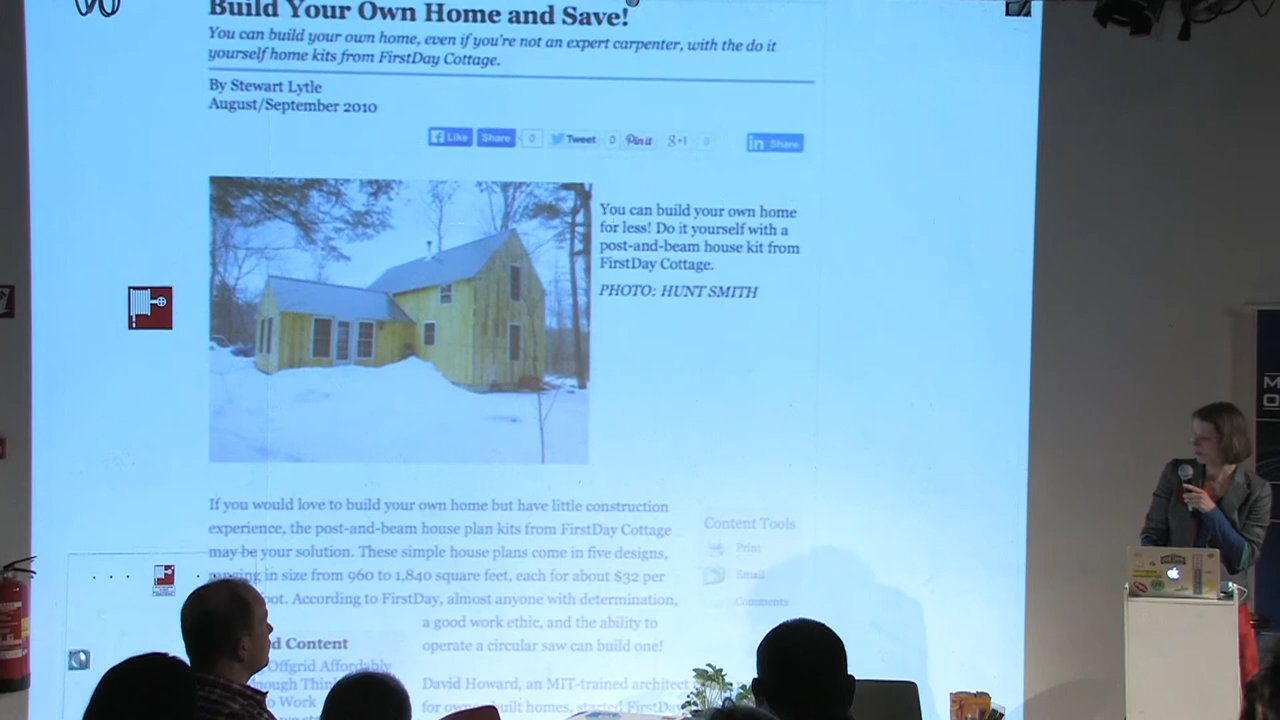 Build Your Own Home and Save!
You can build your own home, even if you're not an expert carpenter, with the do it
yourself home kits from FirstDay Cottage.
By Stewart Lytle
August/September 2010
Like Share 0 Tweet 0 Pin it g+1 0 in Share
You can build your own home
for less! Do it yourself with a
post-and-beam house kit from
FirstDay Cottage.
PHOTO: HUNT SMITH
If you would love to build your own home but have little construction
experience, the post-and-beam house plan kits from FirstDay Cottage
may be your solution. These simple house plans come in five designs,
ranging in size from 960 to 1,840 square feet, each for about $32 per
oot. According to FirstDay, almost anyone with determination,
a good work ethic, and the ability to
operate a circular saw can build one!
Content Tools
Print
Email
Comments
d Content
Offgrid Affordably
ough Thin
o Work
David Howard, an MIT-trained architect
for owner built homes, started FirstDay
M
O